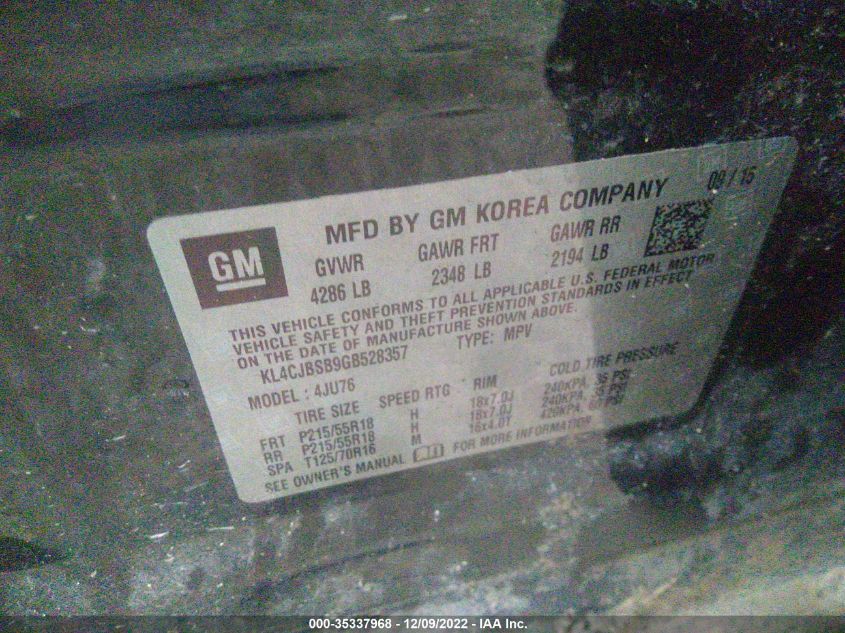 MFD BY GM KOREA COMPANY 09/15
GM
GVWR GAWR FRT GAWR RR
4286 LB 2348 LB 2194 LB
THIS VEHICLE CONFORMS TO ALL APPLICABLE U.S. FEDERAL MOTOR
VEHICLE SAFETY AND THEFT PREVENTION STANDARDS IN EFFECT
ON THE DATE OF MANUFACTURE SHOWN ABOVE.
KL4CJBSB9GB528357 TYPE: MPV
MODEL: 4JU76
TIRE SIZE SPEED RTG RIM COLD TIRE PRESSURE
FRT P215/55R18 H 18x7.0J 240KPA, 35 PSI
RR P215/55R18 H 18x7.0J 240KPA,
SPA T125/70R16 M 16x4.0T 420KPA,
SEE OWNER'S MANUAL FOR MORE INFORMATION
000-35337968 - 12/09/2022 - IAA Inc.